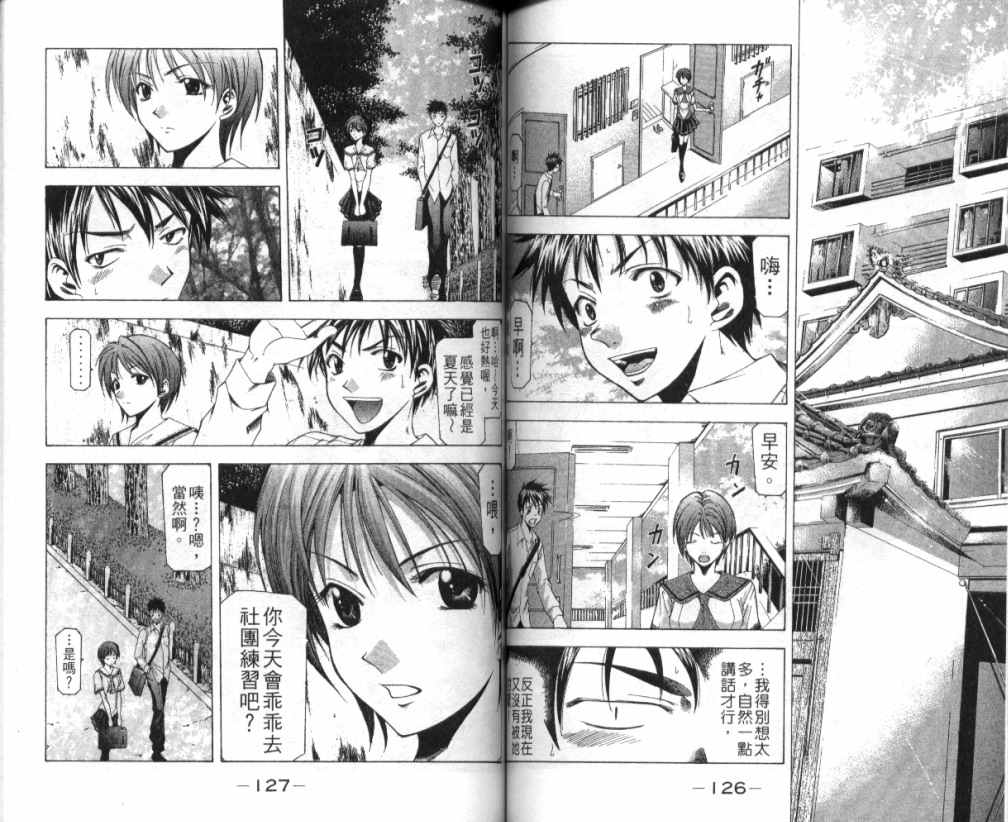 ガチャ
啊…
嗨…
早啊…
早安。
カン
カン
…我得別想太
多，自然一點
講話才行，
反正我現在
又沒有被她
コツ
コツ
啊…哈～今天
也好熱喔，
感覺已經是
夏天了嘛～
………
…喂，
你今天會乖乖去
社團練習吧？
咦…？嗯，
當然啊。
…是嗎？
－126－
－127－